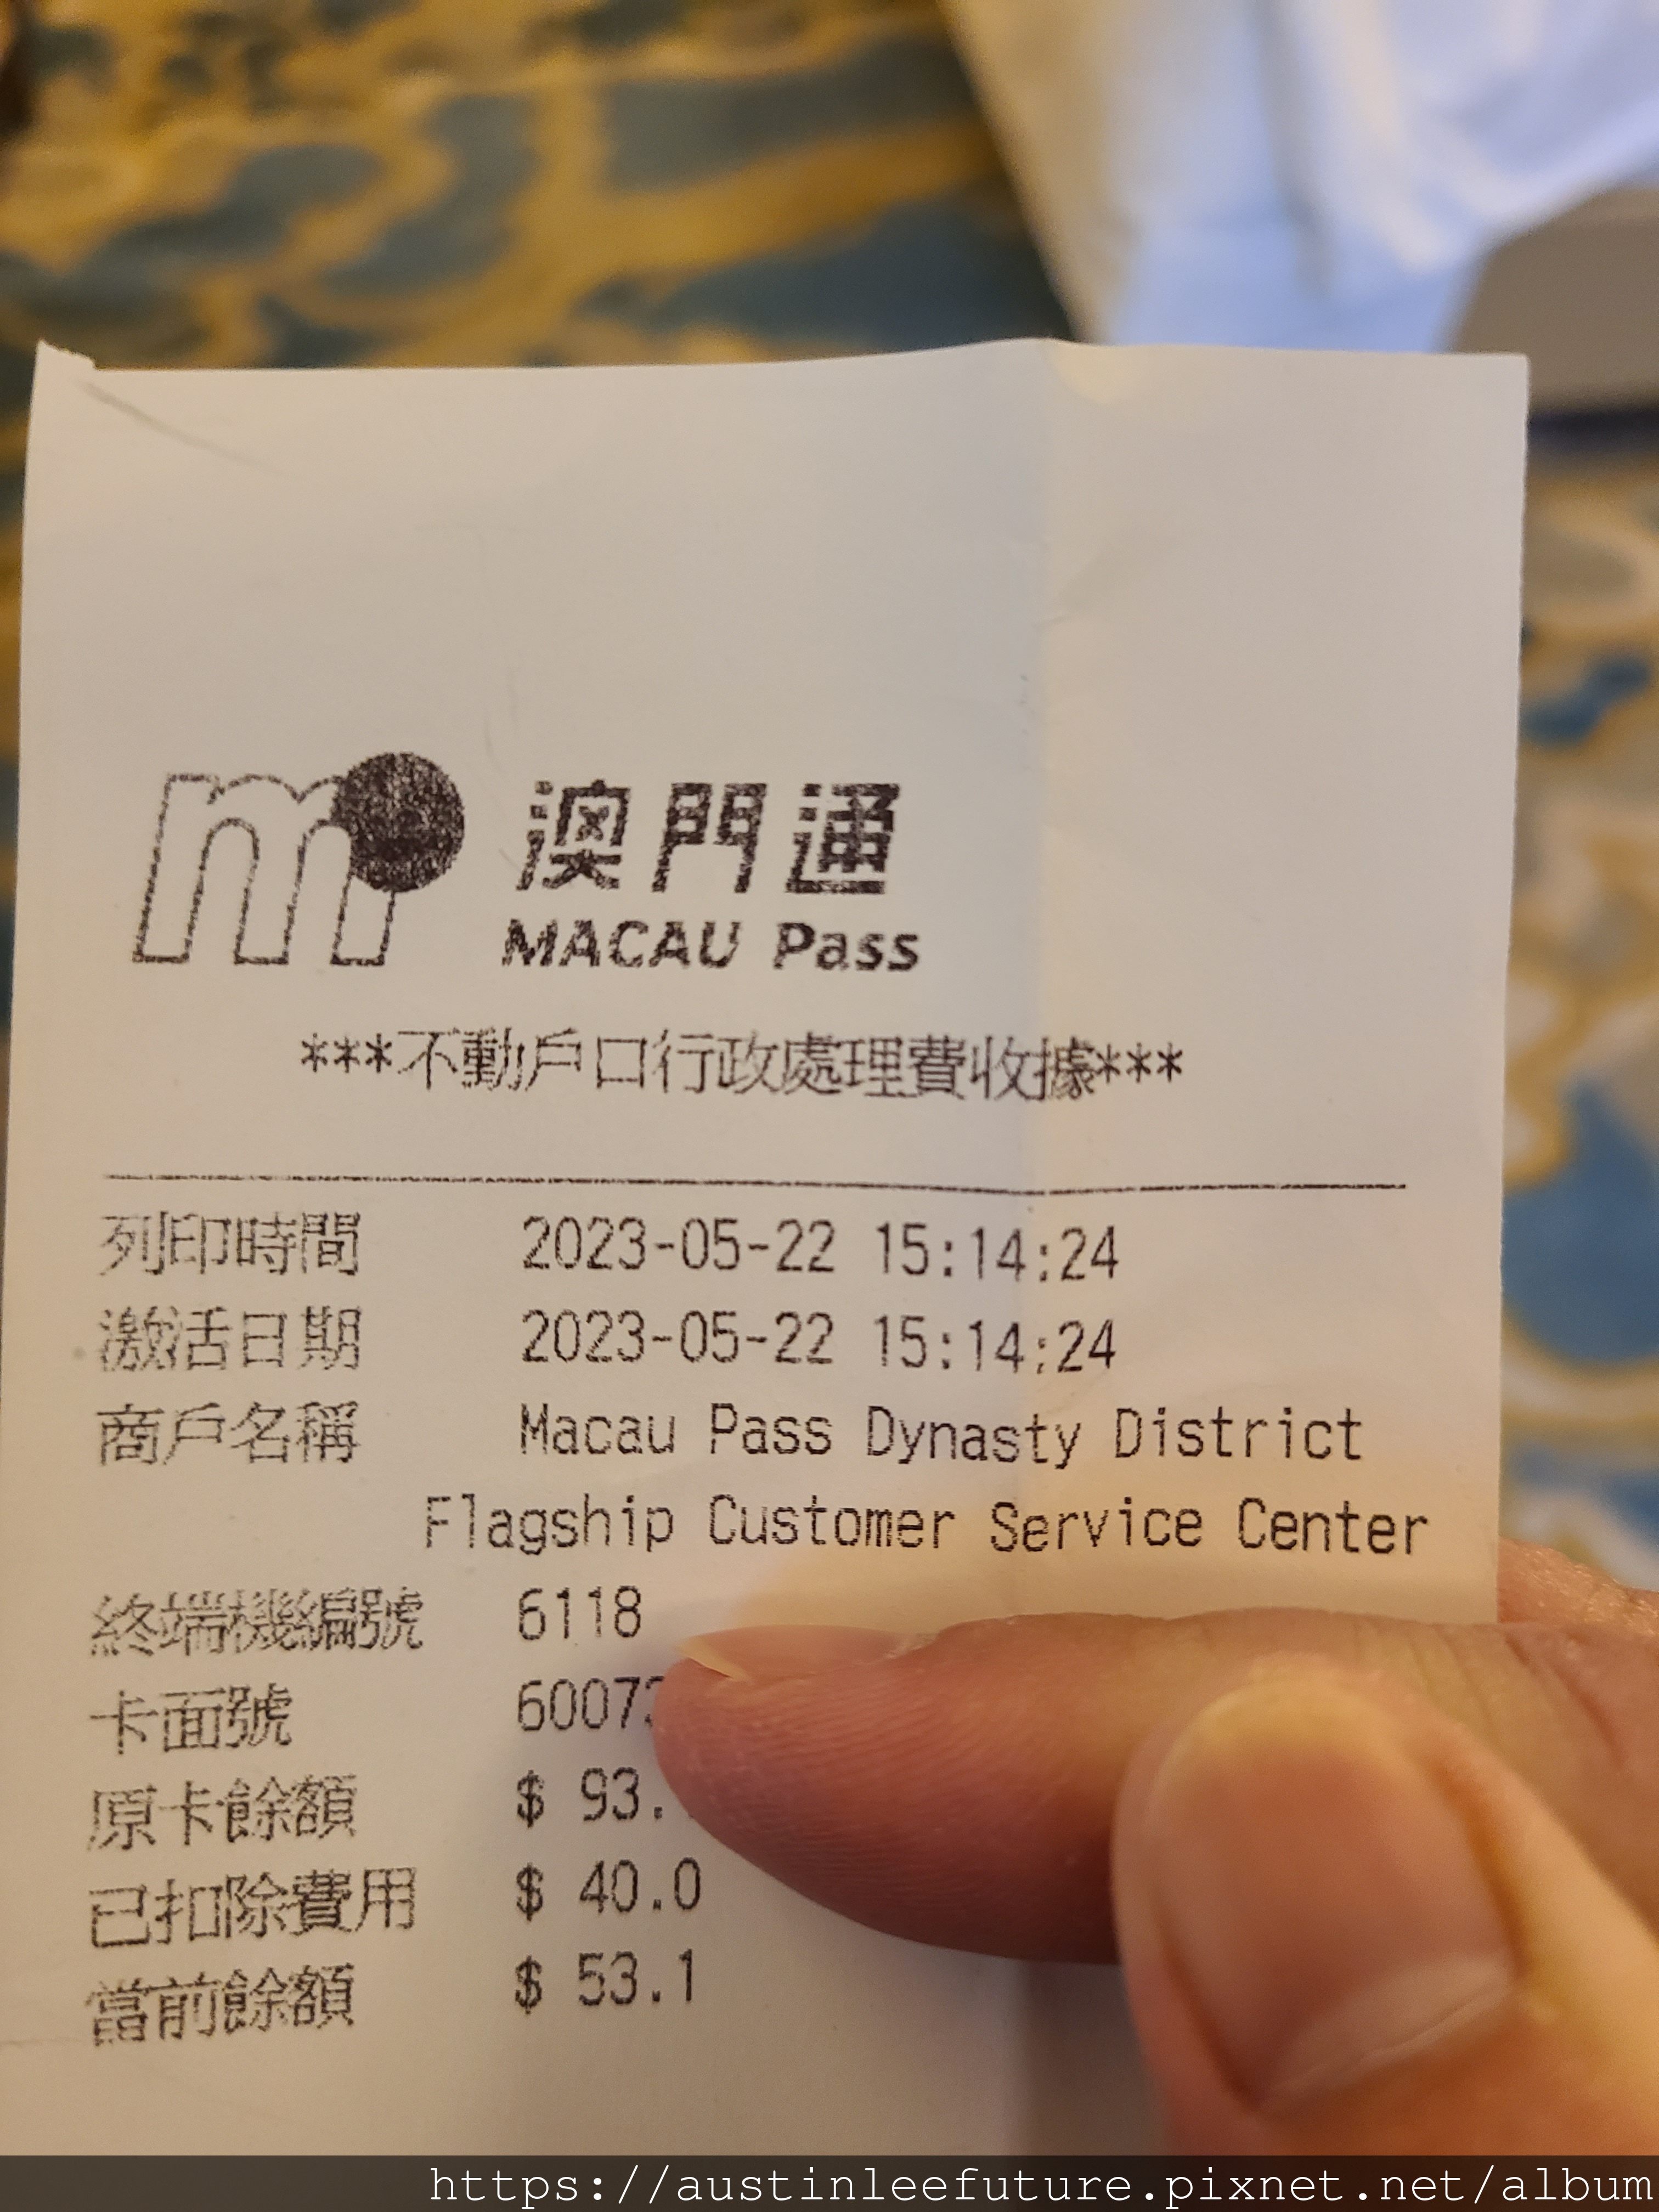 澳門通
MACAU Pass
***不動戶口行政處理費收據***
列印時間 2023-05-22 15:14:24
激活日期 2023-05-22 15:14:24
商戶名稱 Macau Pass Dynasty District
Flagship Customer Service Center
終端機編號 6118
卡面號 6007
原卡餘額 $ 93.
已扣除費用 $ 40.0
當前餘額 $ 53.1
https://austinleefuture.pixnet.net/album